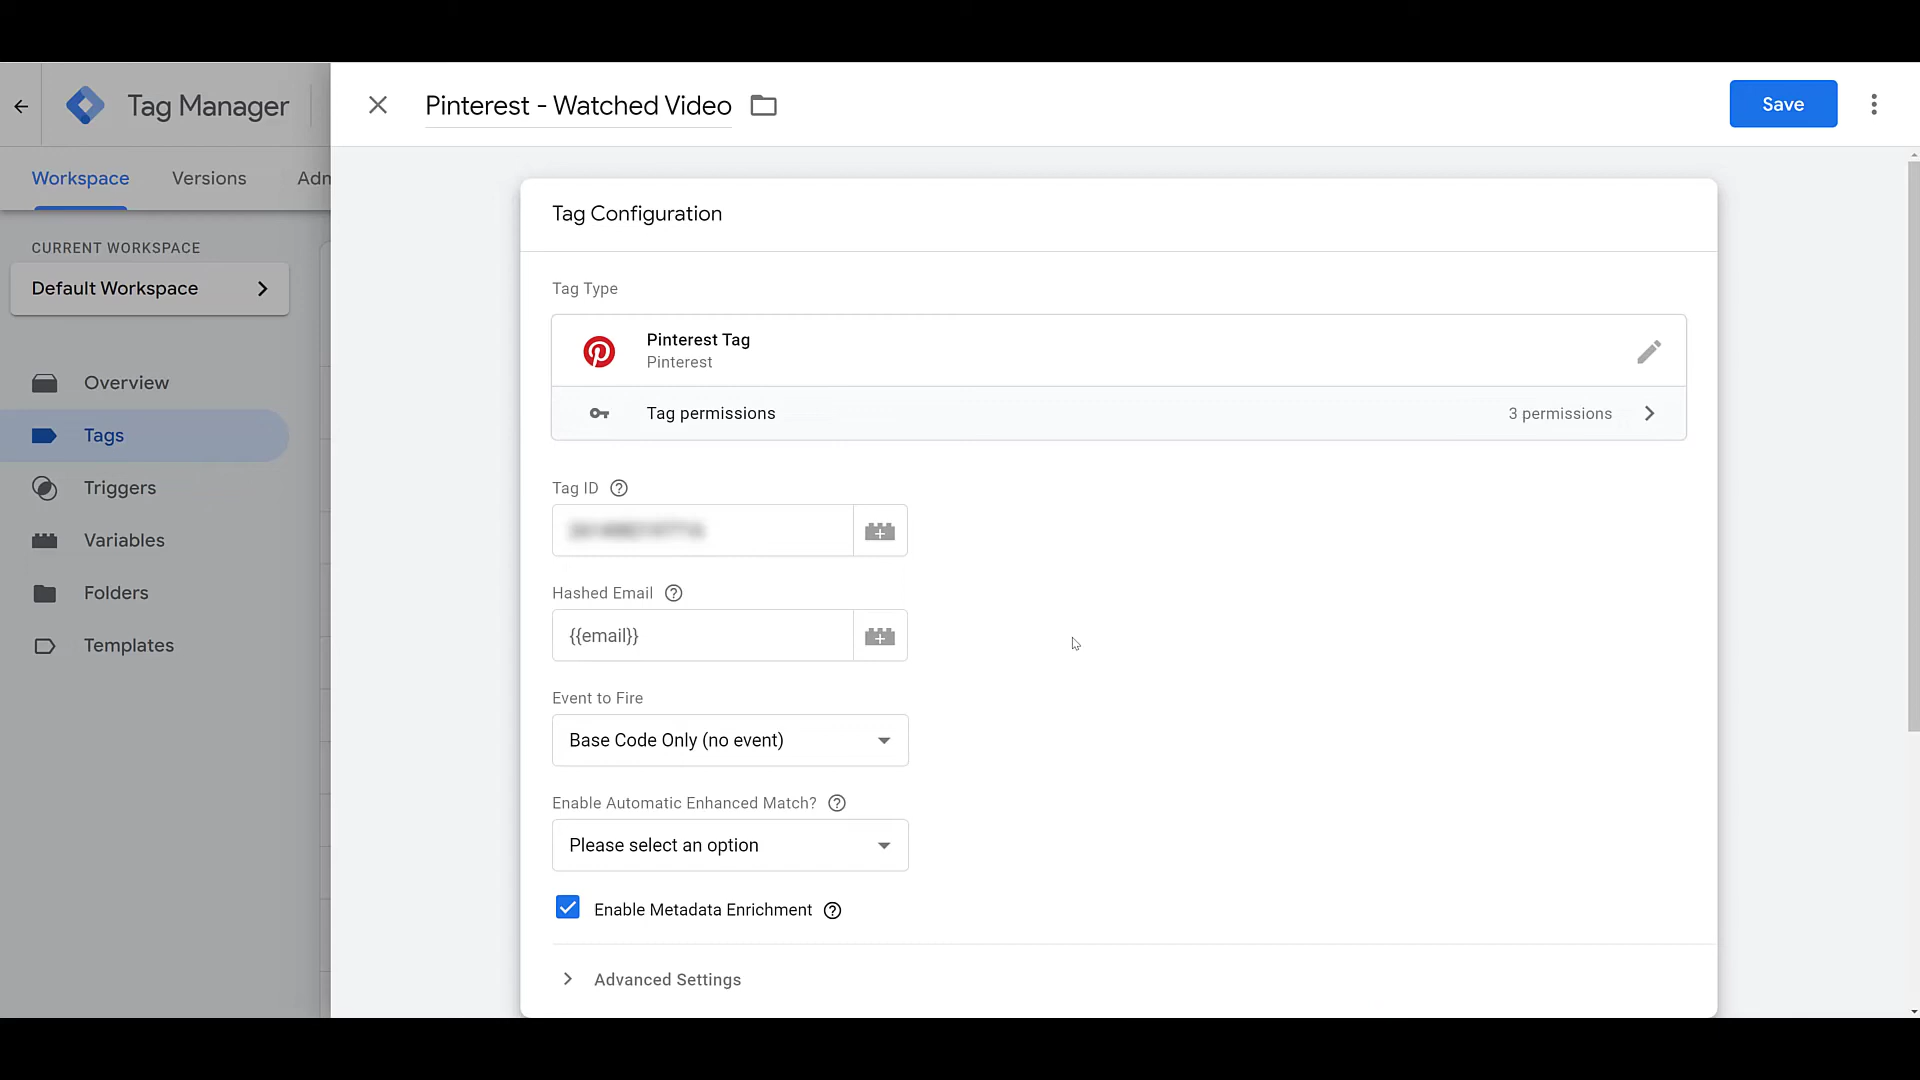 Tag Manager
Pinterest - Watched Video
Save
Workspace
Versions
Adm
Tag Configuration
CURRENT WORKSPACE
Default Workspace
Overview
Tags
Triggers
Variables
Folders
Templates
Tag Type
Pinterest Tag
Pinterest
Tag permissions
3 permissions
Tag ID
Hashed Email
{{email}}
Event to Fire
Base Code Only (no event)
Enable Automatic Enhanced Match?
Please select an option
Enable Metadata Enrichment
Advanced Settings